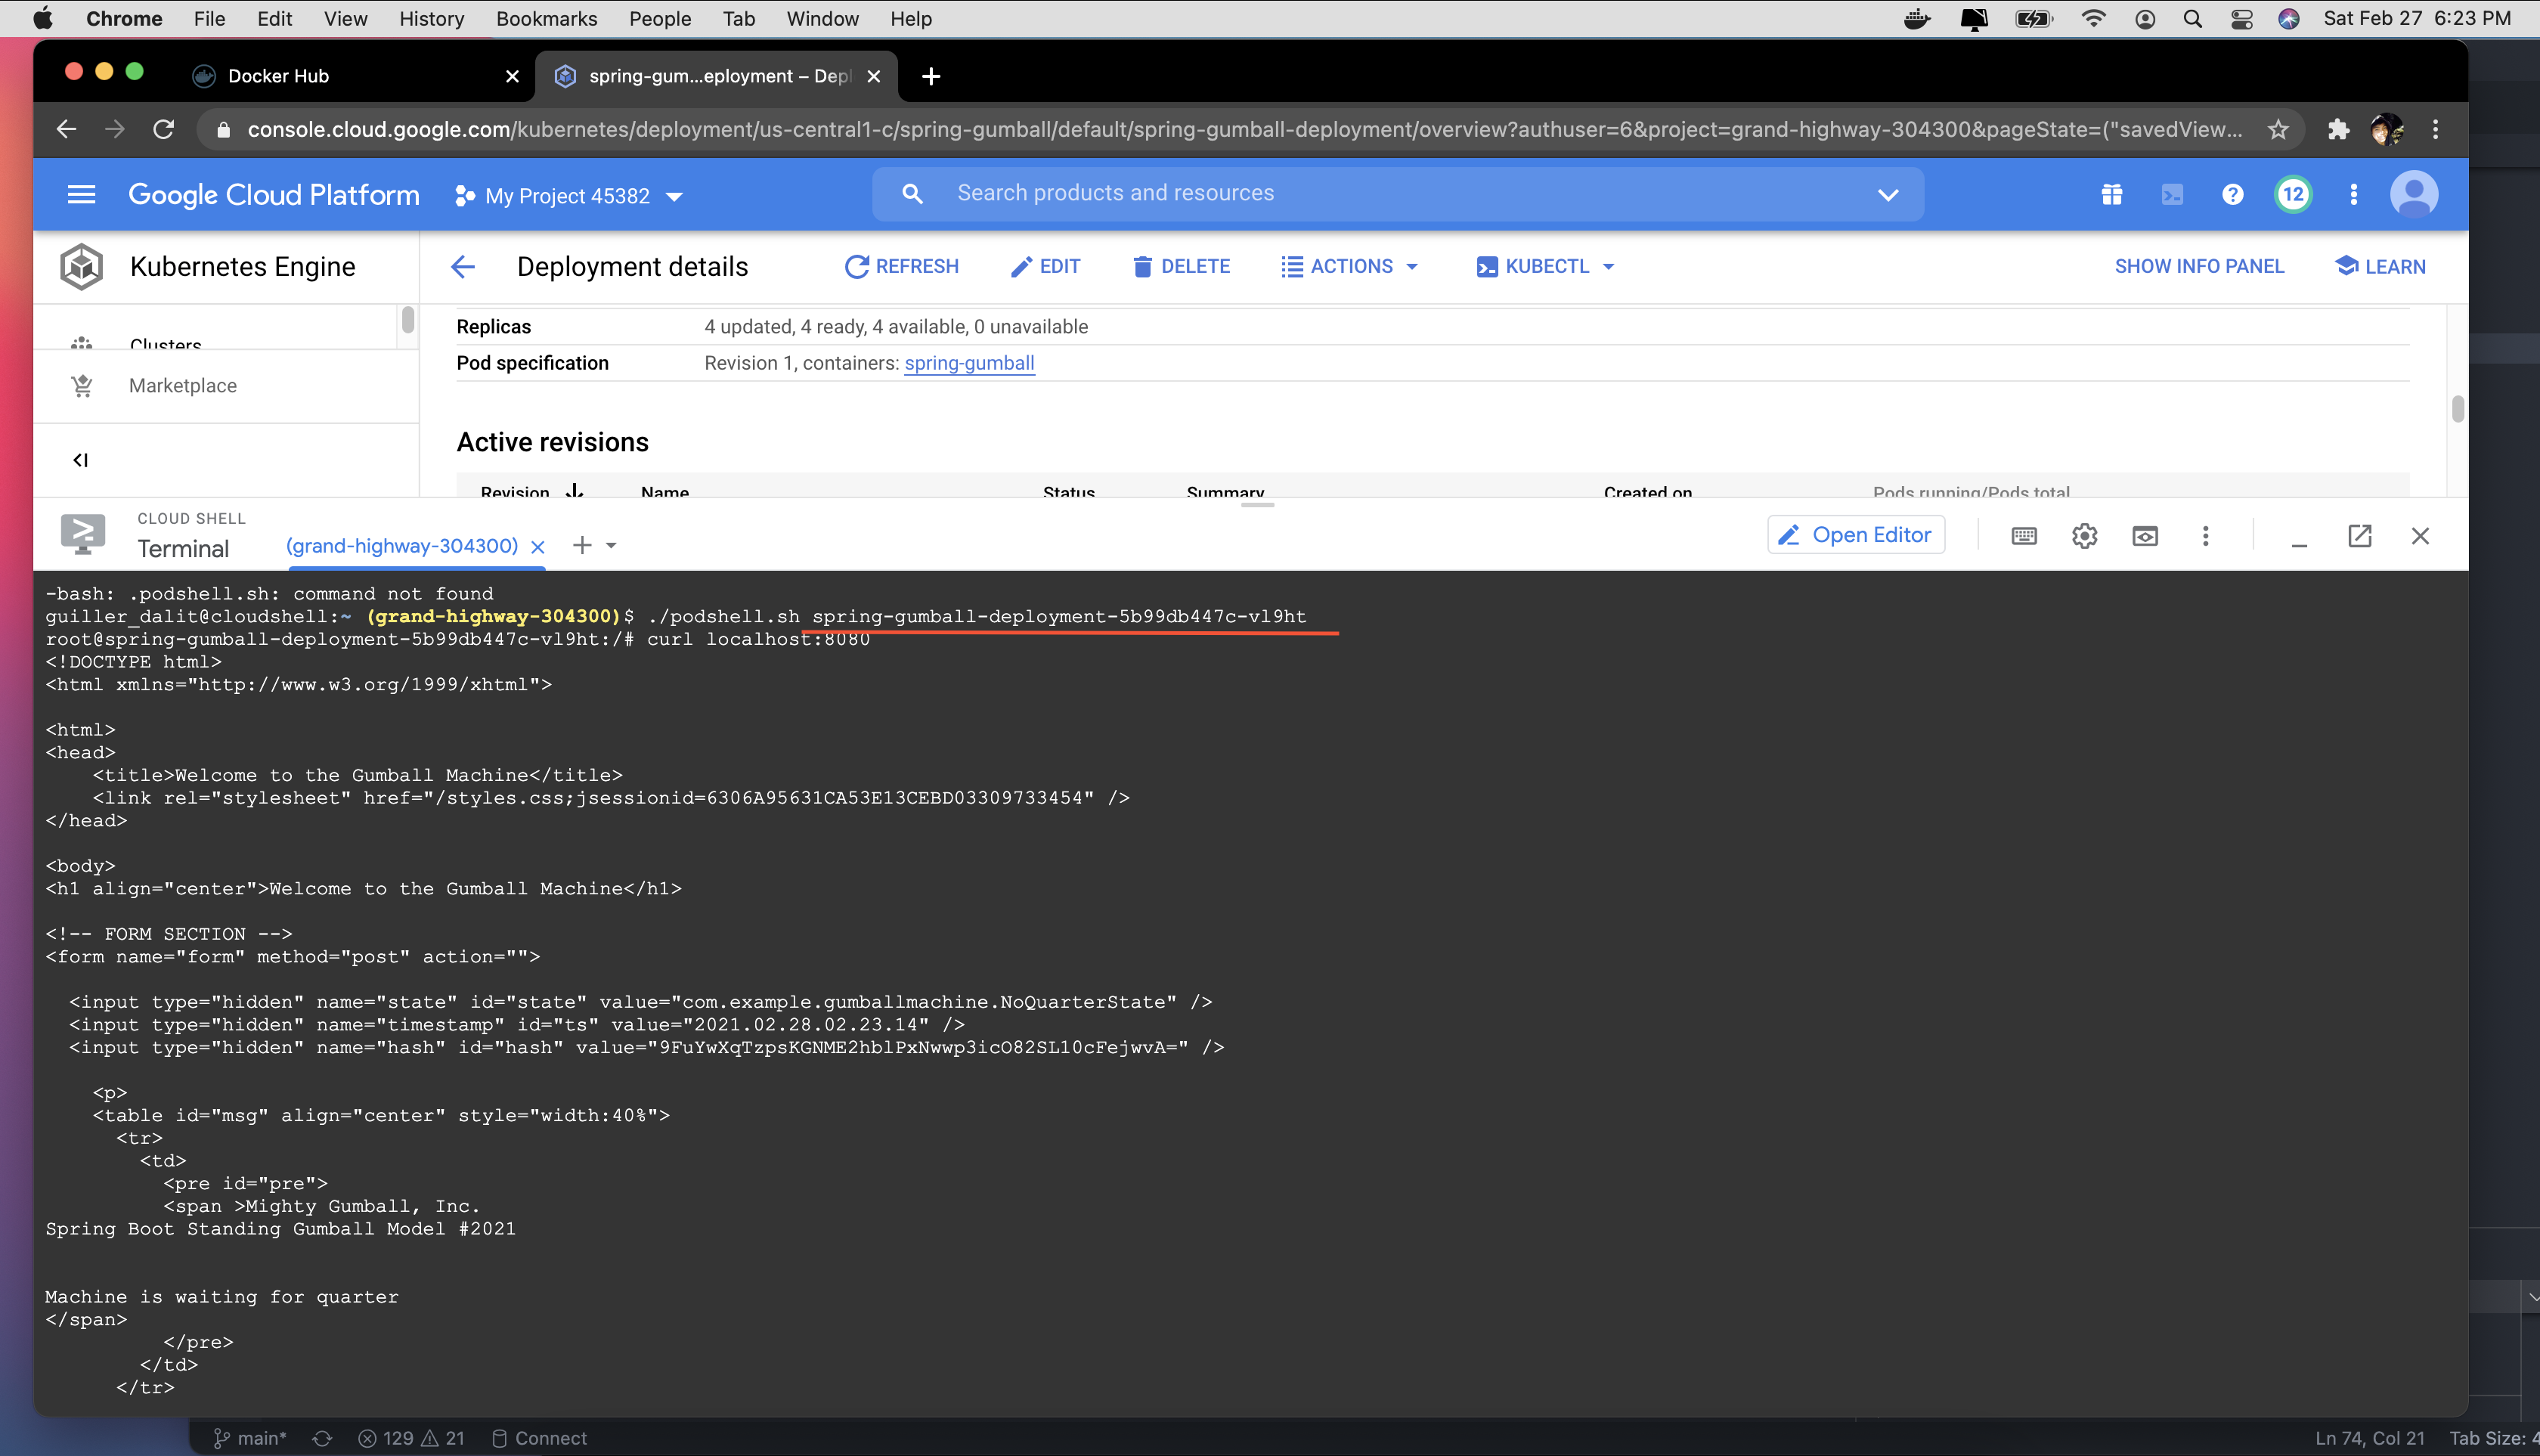 Chrome File Edit View History Bookmarks People Tab Window Help Sat Feb 27 6:23 PM
Docker Hub spring-gum...eployment – Depl
console.cloud.google.com/kubernetes/deployment/us-central1-c/spring-gumball/default/spring-gumball-deployment/overview?authuser=6&project=grand-highway-304300&pageState=("savedView...
Google Cloud Platform My Project 45382 Search products and resources 12
Kubernetes Engine Deployment details REFRESH EDIT DELETE ACTIONS KUBECTL SHOW INFO PANEL LEARN
Clusters
Marketplace
Replicas 4 updated, 4 ready, 4 available, 0 unavailable
Pod specification Revision 1, containers: spring-gumball
Active revisions
Revision Name Status Summary Created on Pods running/Pods total
CLOUD SHELL
Terminal (grand-highway-304300) Open Editor
-bash: .podshell.sh: command not found
guiller_dalit@cloudshell:~ (grand-highway-304300)$ ./podshell.sh spring-gumball-deployment-5b99db447c-vl9ht
root@spring-gumball-deployment-5b99db447c-vl9ht:/# curl localhost:8080
<!DOCTYPE html>
<html xmlns="http://www.w3.org/1999/xhtml">
<html>
<head>
<title>Welcome to the Gumball Machine</title>
<link rel="stylesheet" href="/styles.css;jsessionid=6306A95631CA53E13CEBD03309733454" />
</head>
<body>
<h1 align="center">Welcome to the Gumball Machine</h1>
<!-- FORM SECTION -->
<form name="form" method="post" action="">
<input type="hidden" name="state" id="state" value="com.example.gumballmachine.NoQuarterState" />
<input type="hidden" name="timestamp" id="ts" value="2021.02.28.02.23.14" />
<input type="hidden" name="hash" id="hash" value="9FuYwXqTzpsKGNME2hblPxNwwp3icO82SL10cFejwvA=" />
<p>
<table id="msg" align="center" style="width:40%">
<tr>
<td>
<pre id="pre">
<span >Mighty Gumball, Inc.
Spring Boot Standing Gumball Model #2021
Machine is waiting for quarter
</span>
</pre>
</td>
</tr>
main* 129 21 Connect Ln 74, Col 21 Tab Size: 4